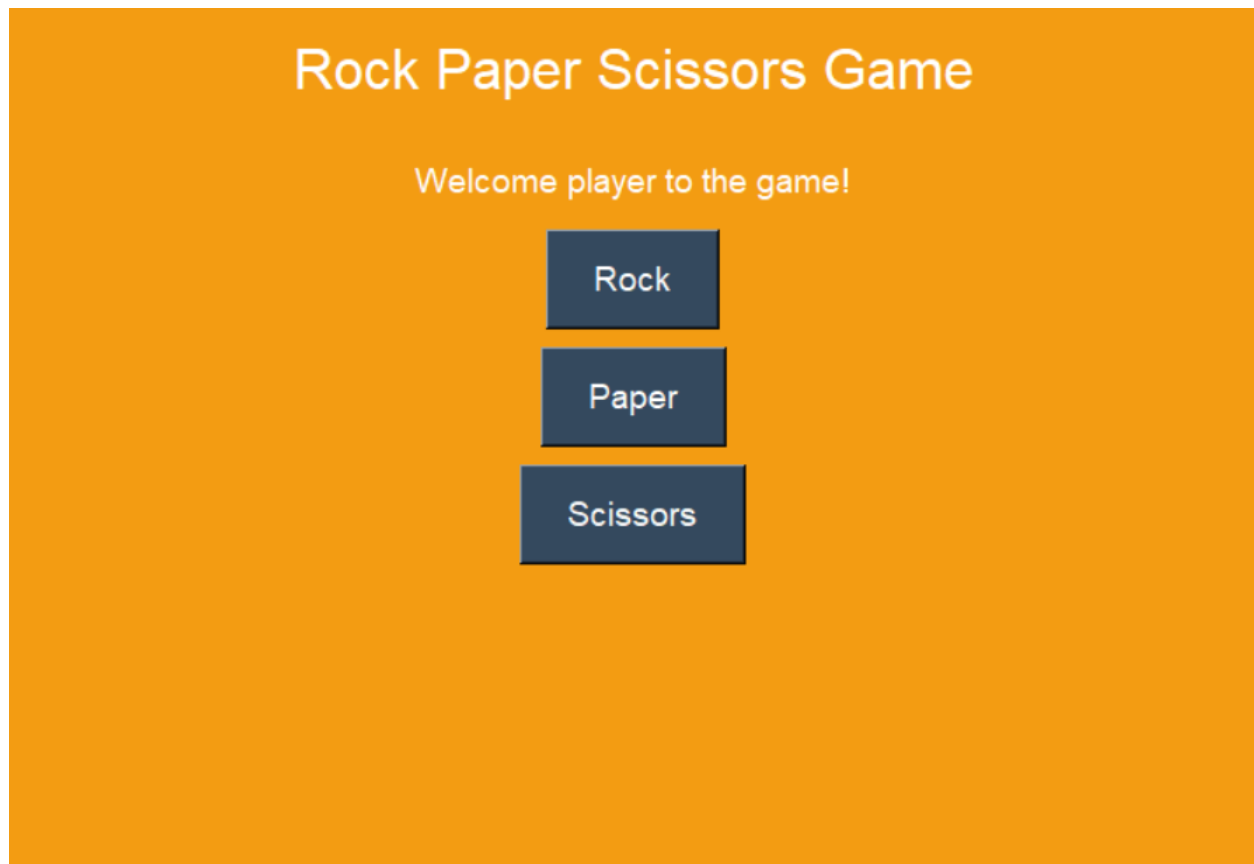 Rock Paper Scissors Game
Welcome player to the game!
Rock
Paper
Scissors